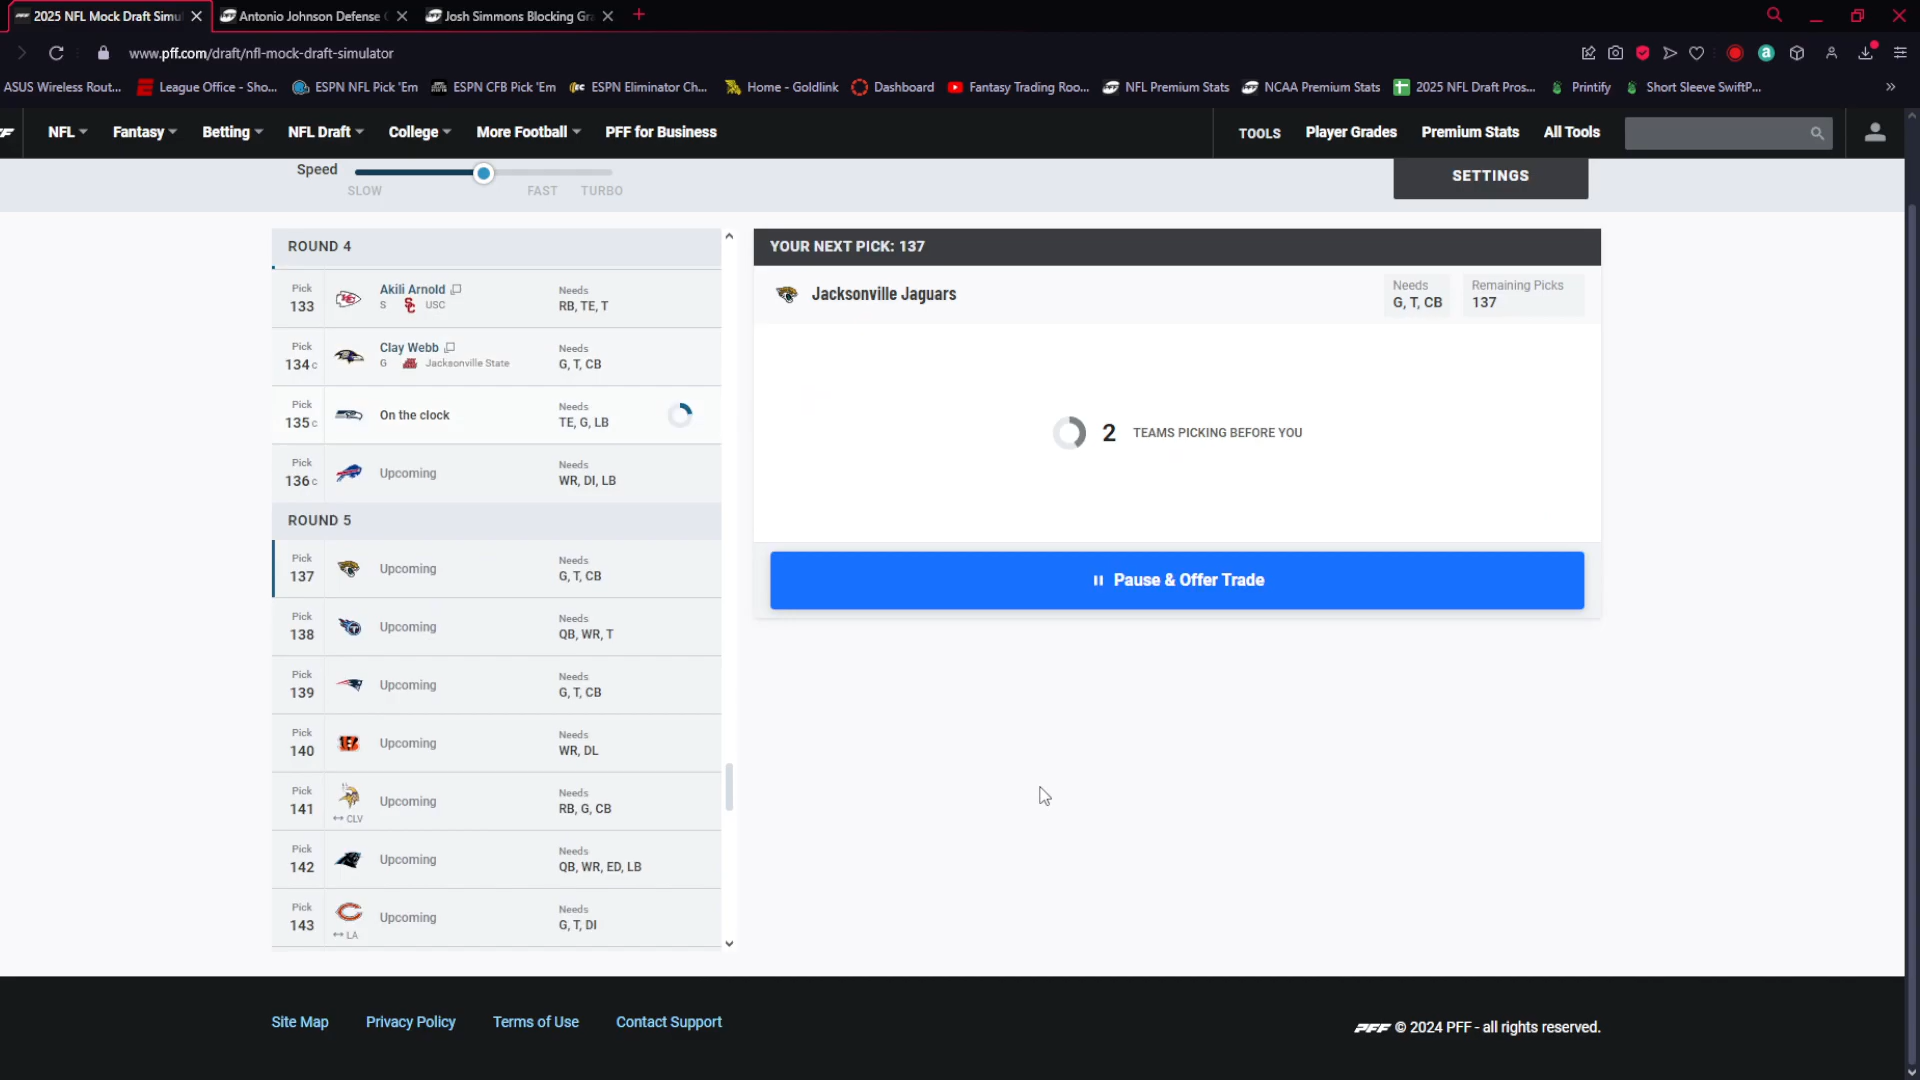 2025 NFL Mock Draft Simu
Antonio Johnson Defense
Josh Simmons Blocking Gra
www.pff.com/draft/nfl-mock-draft-simulator
ASUS Wireless Rout...
League Office - Sho...
ESPN NFL Pick 'Em
ESPN CFB Pick 'Em
ESPN Eliminator Ch...
Home - Goldlink
Dashboard
Fantasy Trading Roo...
NFL Premium Stats
NCAA Premium Stats
2025 NFL Draft Pros...
Printify
Short Sleeve SwiftP...
NFL
Fantasy
Betting
NFL Draft
College
More Football
PFF for Business
TOOLS
Player Grades
Premium Stats
All Tools
Speed
SLOW
FAST
TURBO
SETTINGS
ROUND 4
Pick
133
Akili Arnold
S
USC
Needs
RB, TE, T
Pick
134 c
Clay Webb
G
Jacksonville State
Needs
G, T, CB
Pick
135 c
On the clock
Needs
TE, G, LB
Pick
136 c
Upcoming
Needs
WR, DI, LB
ROUND 5
Pick
137
Upcoming
Needs
G, T, CB
Pick
138
Upcoming
Needs
QB, WR, T
Pick
139
Upcoming
Needs
G, T, CB
Pick
140
Upcoming
Needs
WR, DL
Pick
141
↔ CLV
Upcoming
Needs
RB, G, CB
Pick
142
Upcoming
Needs
QB, WR, ED, LB
Pick
143
↔ LA
Upcoming
Needs
G, T, DI
YOUR NEXT PICK: 137
Jacksonville Jaguars
Needs
G, T, CB
Remaining Picks
137
2 TEAMS PICKING BEFORE YOU
Pause & Offer Trade
Site Map
Privacy Policy
Terms of Use
Contact Support
PFF © 2024 PFF - all rights reserved.